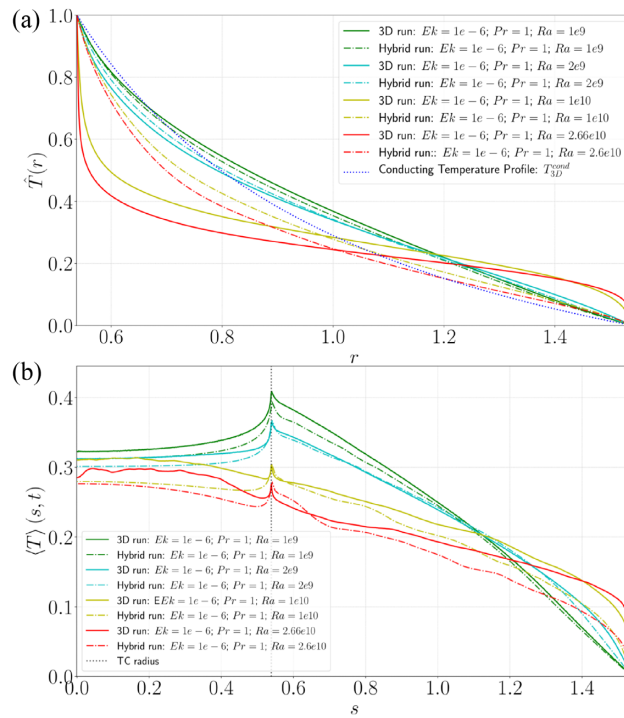 (a)
1.0
0.8
0.6
0.4
0.2
0.0
T̂(r)
3D run: Ek = 1e − 6; Pr = 1; Ra = 1e9
Hybrid run: Ek = 1e − 6; Pr = 1; Ra = 1e9
3D run: Ek = 1e − 6; Pr = 1; Ra = 2e9
Hybrid run: Ek = 1e − 6; Pr = 1; Ra = 2e9
3D run: Ek = 1e − 6; Pr = 1; Ra = 1e10
Hybrid run: Ek = 1e − 6; Pr = 1; Ra = 1e10
3D run: Ek = 1e − 6; Pr = 1; Ra = 2.66e10
Hybrid run:: Ek = 1e − 6; Pr = 1; Ra = 2.6e10
Conducting Temperature Profile: T_{3D}^{cond}
0.6 0.8 1.0 1.2 1.4
r
(b)
0.4
0.3
0.2
0.1
0.0
⟨T⟩ (s, t)
3D run: Ek = 1e − 6; Pr = 1; Ra = 1e9
Hybrid run: Ek = 1e − 6; Pr = 1; Ra = 1e9
3D run: Ek = 1e − 6; Pr = 1; Ra = 2e9
Hybrid run: Ek = 1e − 6; Pr = 1; Ra = 2e9
3D run: EEk = 1e − 6; Pr = 1; Ra = 1e10
Hybrid run: Ek = 1e − 6; Pr = 1; Ra = 1e10
3D run: Ek = 1e − 6; Pr = 1; Ra = 2.66e10
Hybrid run: Ek = 1e − 6; Pr = 1; Ra = 2.6e10
TC radius
0.0 0.2 0.4 0.6 0.8 1.0 1.2 1.4
s